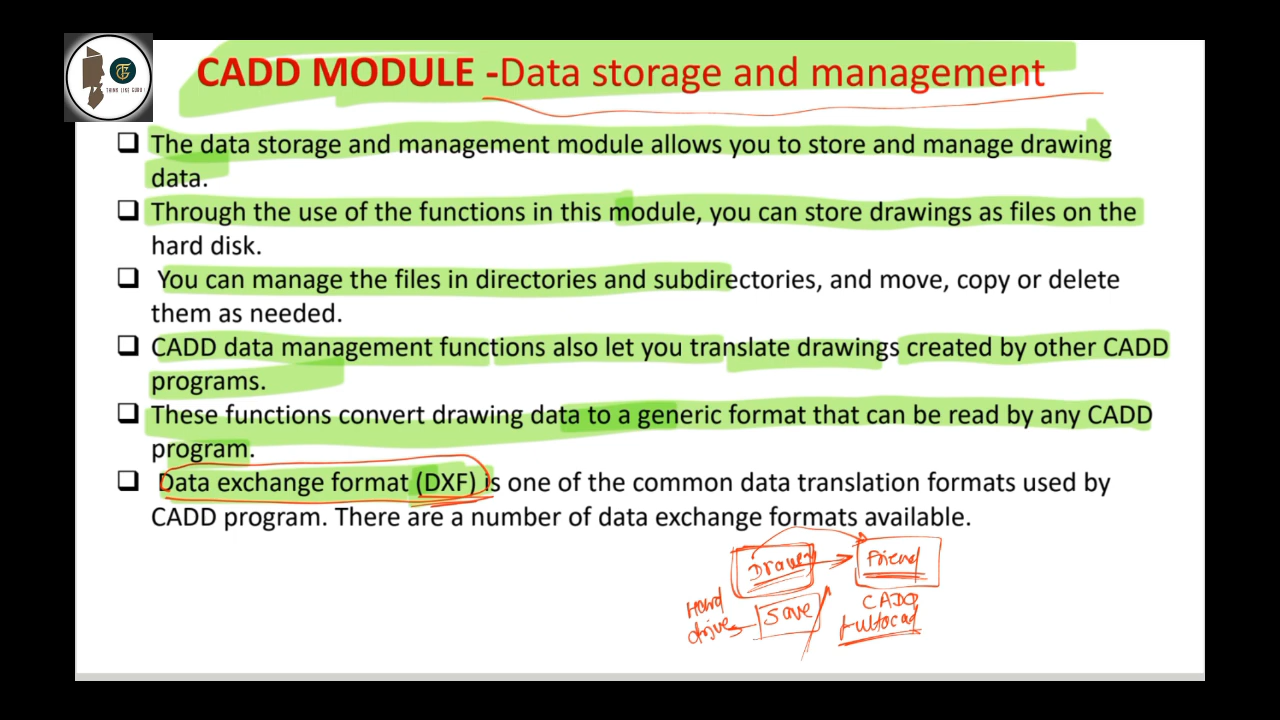 THINK LIKE GURU
CADD MODULE -Data storage and management
The data storage and management module allows you to store and manage drawing
data.
Through the use of the functions in this module, you can store drawings as files on the
hard disk.
You can manage the files in directories and subdirectories, and move, copy or delete
them as needed.
CADD data management functions also let you translate drawings created by other CADD
programs.
These functions convert drawing data to a generic format that can be read by any CADD
program.
Data exchange format (DXF) is one of the common data translation formats used by
CADD program. There are a number of data exchange formats available.
Friend
Hard
drive
Save
CADD